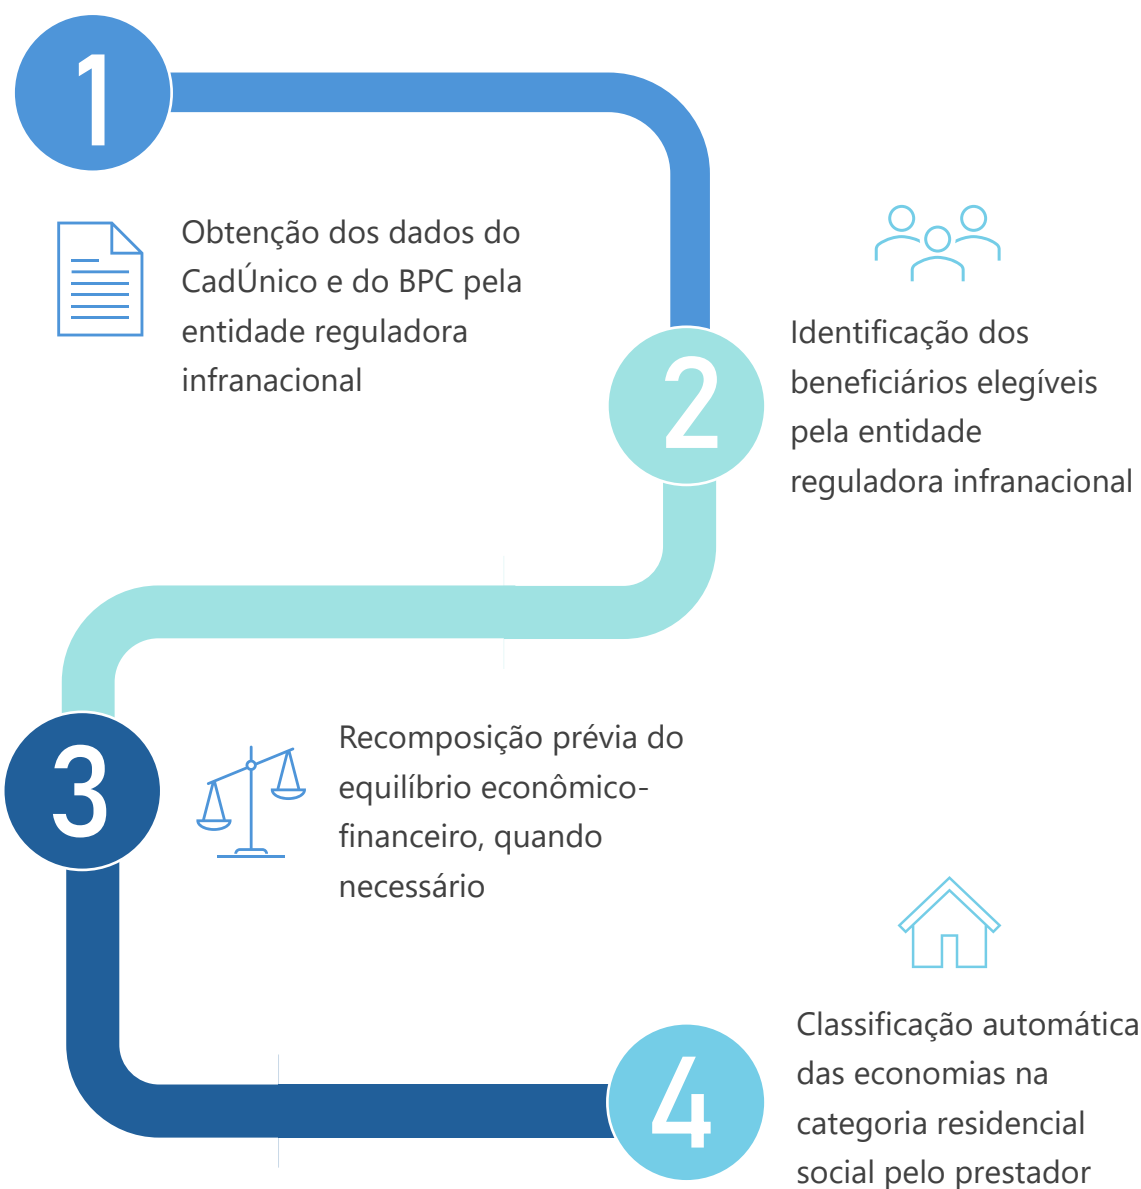 1
Obtenção dos dados do
CadÚnico e do BPC pela
entidade reguladora
infranacional
2
Identificação dos
beneficiários elegíveis
pela entidade
reguladora infranacional
3
Recomposição prévia do
equilíbrio econômico-
financeiro, quando
necessário
4
Classificação automática
das economias na
categoria residencial
social pelo prestador